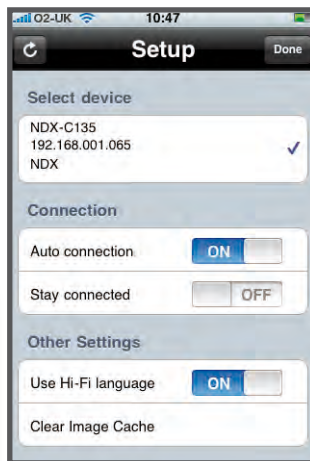 O2-UK 10:47
Setup Done
Select device
NDX-C135
192.168.001.065
NDX
Connection
Auto connection ON
Stay connected OFF
Other Settings
Use Hi-Fi language ON
Clear Image Cache